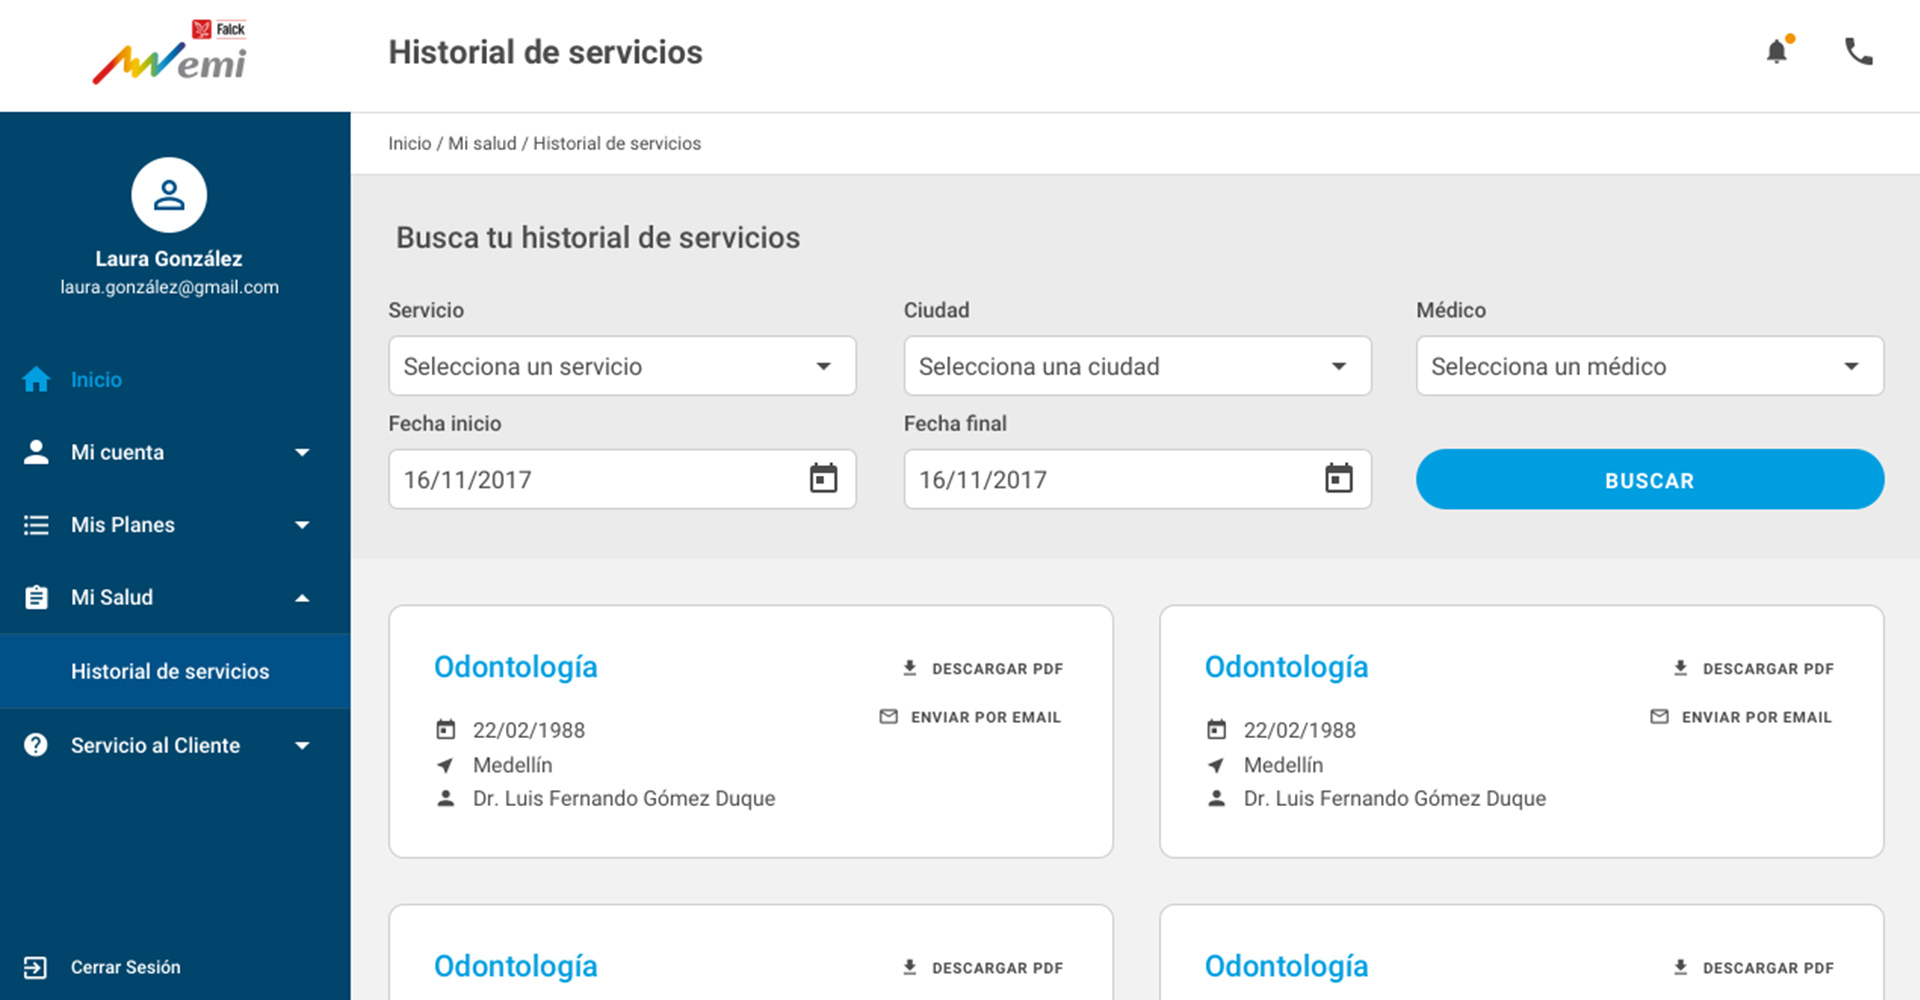 Falck
emi
Historial de servicios
Inicio / Mi salud / Historial de servicios
Laura González
laura.gonzález@gmail.com
Inicio
Mi cuenta
Mis Planes
Mi Salud
Historial de servicios
Servicio al Cliente
Cerrar Sesión
Busca tu historial de servicios
Servicio
Ciudad
Médico
Selecciona un servicio
Selecciona una ciudad
Selecciona un médico
Fecha inicio
Fecha final
16/11/2017
16/11/2017
BUSCAR
Odontología
DESCARGAR PDF
ENVIAR POR EMAIL
22/02/1988
Medellín
Dr. Luis Fernando Gómez Duque
Odontología
DESCARGAR PDF
ENVIAR POR EMAIL
22/02/1988
Medellín
Dr. Luis Fernando Gómez Duque
Odontología
DESCARGAR PDF
Odontología
DESCARGAR PDF